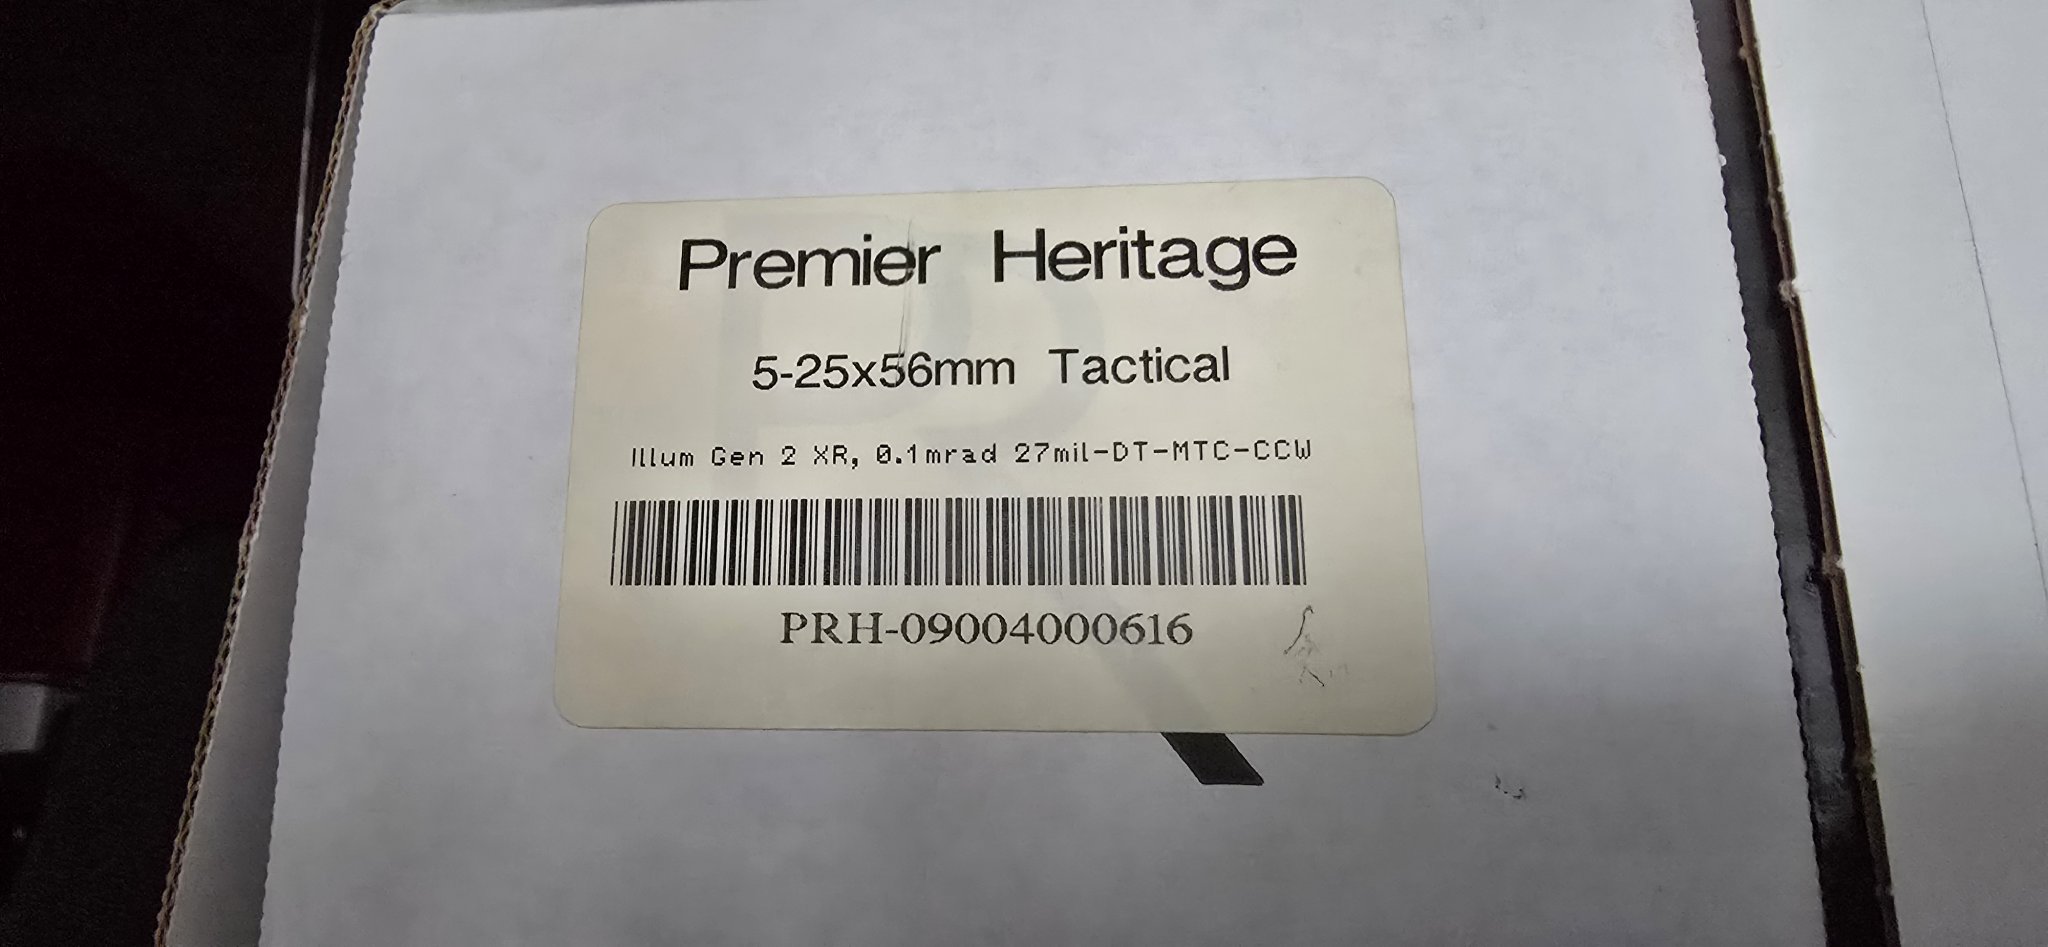 Premier Heritage
5-25x56mm Tactical
Illum Gen 2 XR, 0.1mrad 27mil-DT-MTC-CCW
PRH-09004000616